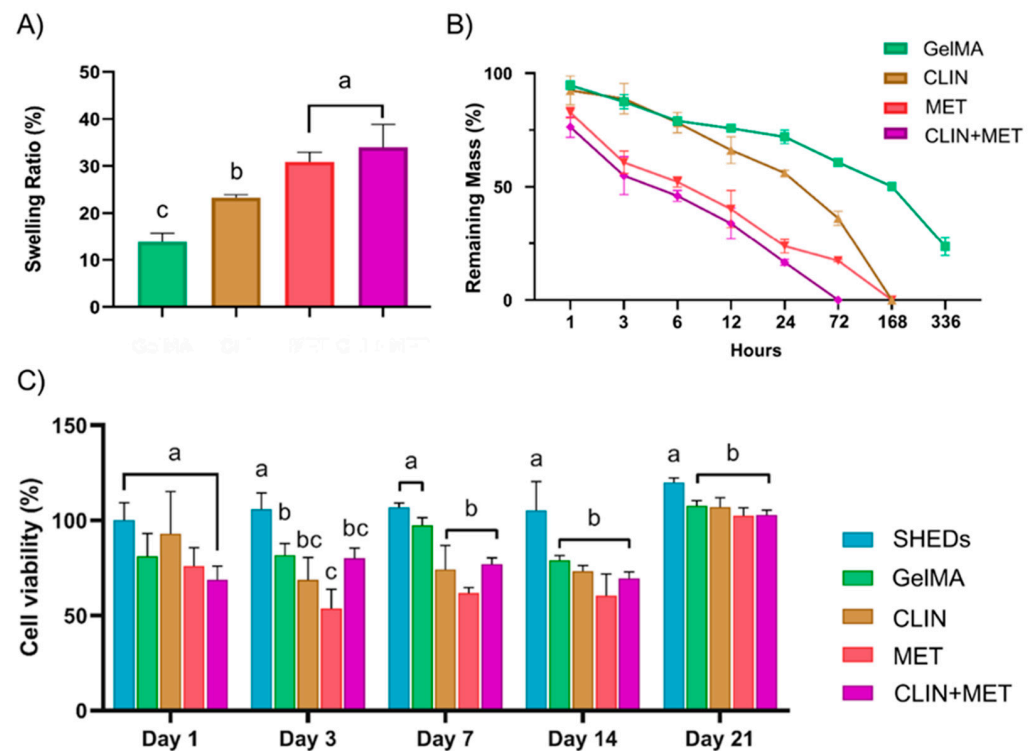 A)
Swelling Ratio (%)
50
40
30
20
10
0
c
b
a
B)
Remaining Mass (%)
100
50
0
1 3 6 12 24 72 168 336
Hours
GelMA
CLIN
MET
CLIN+MET
C)
Cell viability (%)
150
100
50
0
a
a
b
bc
c
bc
a
b
a
b
a
b
Day 1 Day 3 Day 7 Day 14 Day 21
SHEDs
GelMA
CLIN
MET
CLIN+MET